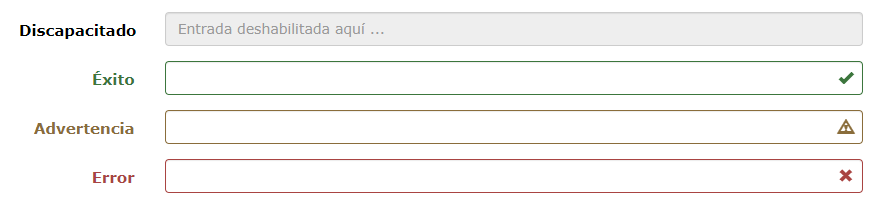 Discapacitado
Entrada deshabilitada aquí ...
Éxito
Advertencia
Error